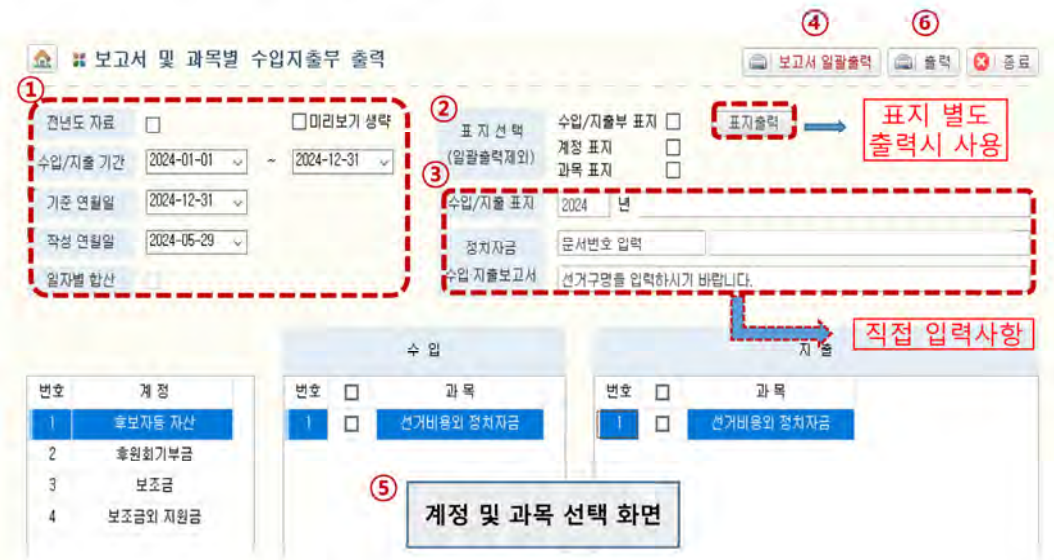 ④ ⑥
보고서 및 과목별 수입지출부 출력
보고서 일괄출력 출력 종료
①
전년도 자료 미리보기 생략
수입/지출 기간 2024-01-01 ~ 2024-12-31
기준 연월일 2024-12-31
작성 연월일 2024-05-29
일자별 합산
②
표지선택
(일괄출력제외)
수입/지출부 표지
계정 표지
과목 표지
표지출력
표지 별도
출력시 사용
③
수입/지출 표지 2024 년
정치자금
수입·지출보고서
문서번호 입력
선거구명를 입력하시기 바랍니다.
직접 입력사항
수 입
지 출
번호 계 정
1 후보자등 자산
2 후원회기부금
3 보조금
4 보조금외 지원금
번호 과 목
1 선거비용외 정치자금
번호 과 목
1 선거비용외 정치자금
⑤
계정 및 과목 선택 화면